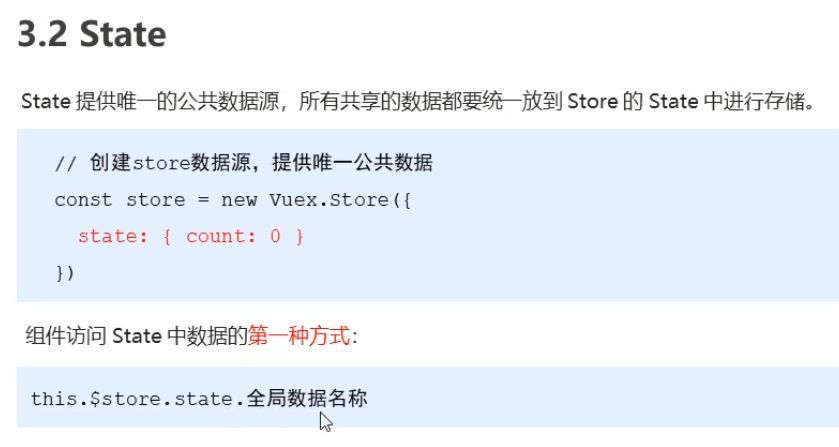 3.2 State
State 提供唯一的公共数据源，所有共享的数据都要统一放到 Store 的 State 中进行存储。
// 创建store数据源，提供唯一公共数据
const store = new Vuex.Store({
state: { count: 0 }
})
组件访问 State 中数据的第一种方式：
this.$store.state.全局数据名称